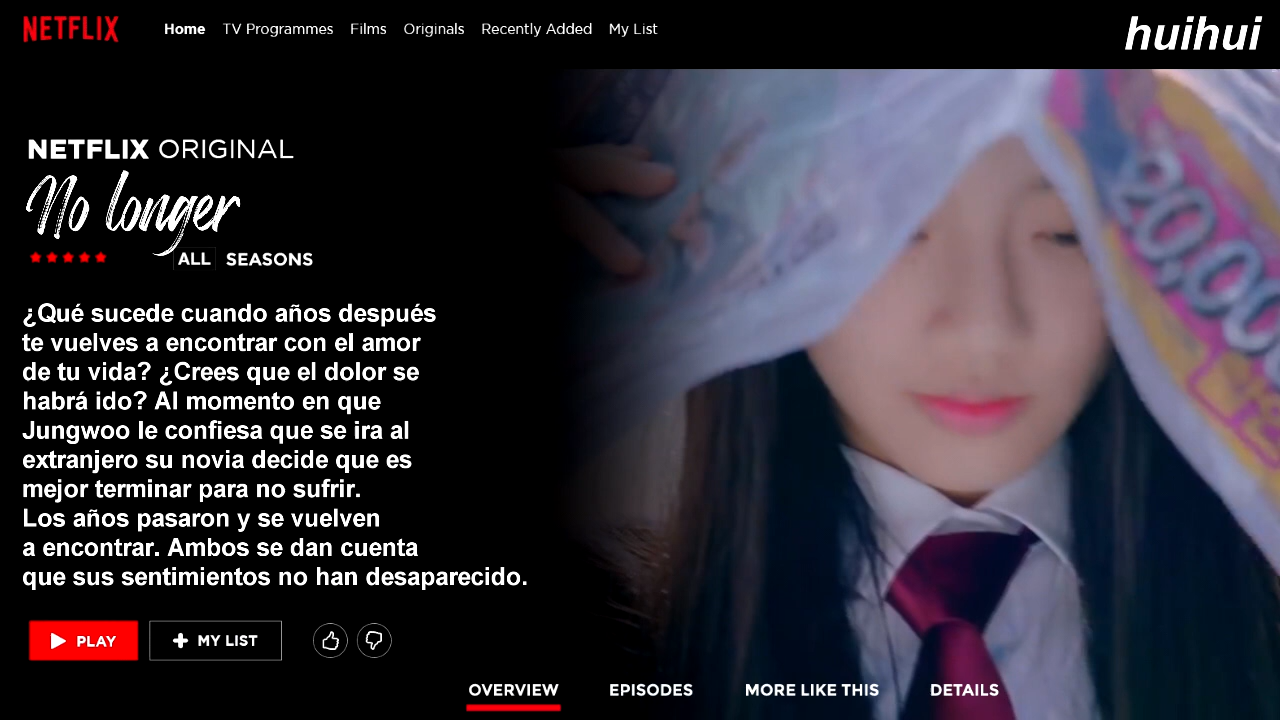 NETFLIX Home TV Programmes Films Originals Recently Added My List huihui
NETFLIX ORIGINAL
No longer
ALL SEASONS
¿Qué sucede cuando años después
te vuelves a encontrar con el amor
de tu vida? ¿Crees que el dolor se
habrá ido? Al momento en que
Jungwoo le confiesa que se ira al
extranjero su novia decide que es
mejor terminar para no sufrir.
Los años pasaron y se vuelven
a encontrar. Ambos se dan cuenta
que sus sentimientos no han desaparecido.
PLAY MY LIST
OVERVIEW EPISODES MORE LIKE THIS DETAILS